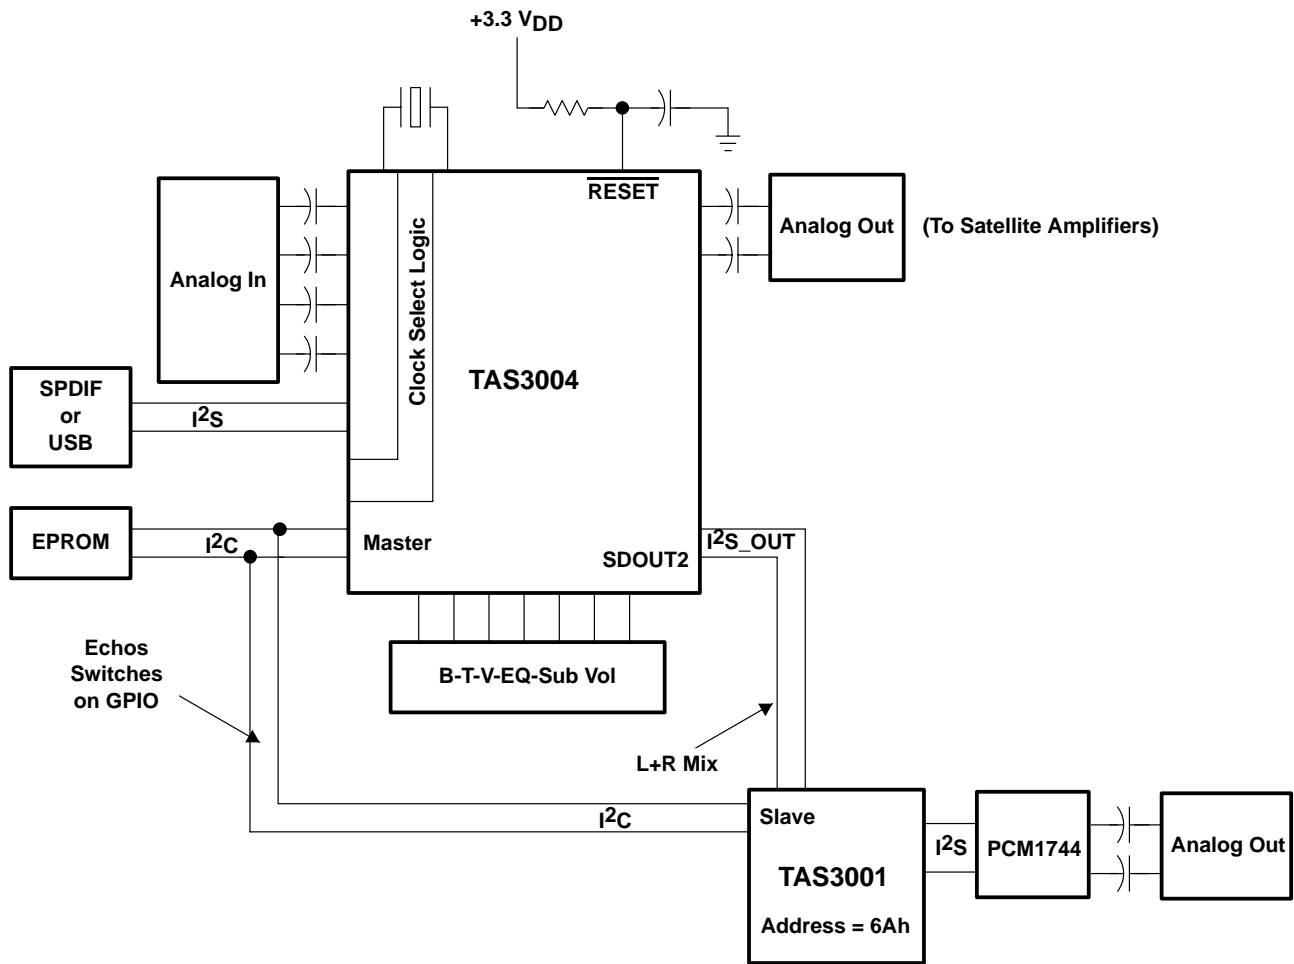 +3.3 VDD
RESET
Analog In
Clock Select Logic
TAS3004
Analog Out
(To Satellite Amplifiers)
SPDIF
or
USB
I2S
EPROM
I2C
Master
I2S_OUT
SDOUT2
B-T-V-EQ-Sub Vol
Echos
Switches
on GPIO
L+R Mix
I2C
Slave
TAS3001
Address = 6Ah
I2S
PCM1744
Analog Out